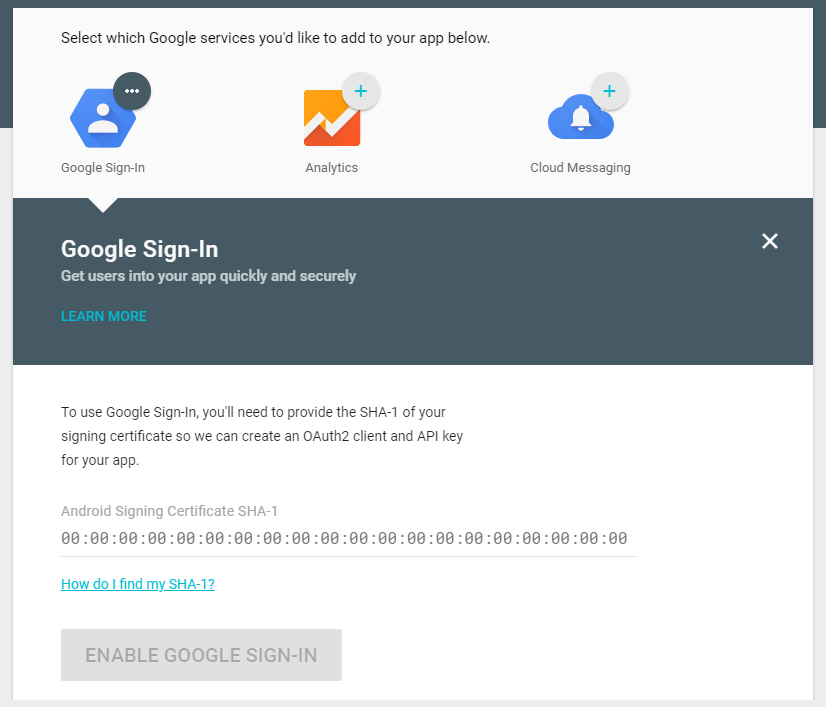 Select which Google services you'd like to add to your app below.
Google Sign-In
Analytics
Cloud Messaging
Google Sign-In
Get users into your app quickly and securely
LEARN MORE
To use Google Sign-In, you'll need to provide the SHA-1 of your
signing certificate so we can create an OAuth2 client and API key
for your app.
Android Signing Certificate SHA-1
00:00:00:00:00:00:00:00:00:00:00:00:00:00:00:00:00:00:00:00
How do I find my SHA-1?
ENABLE GOOGLE SIGN-IN